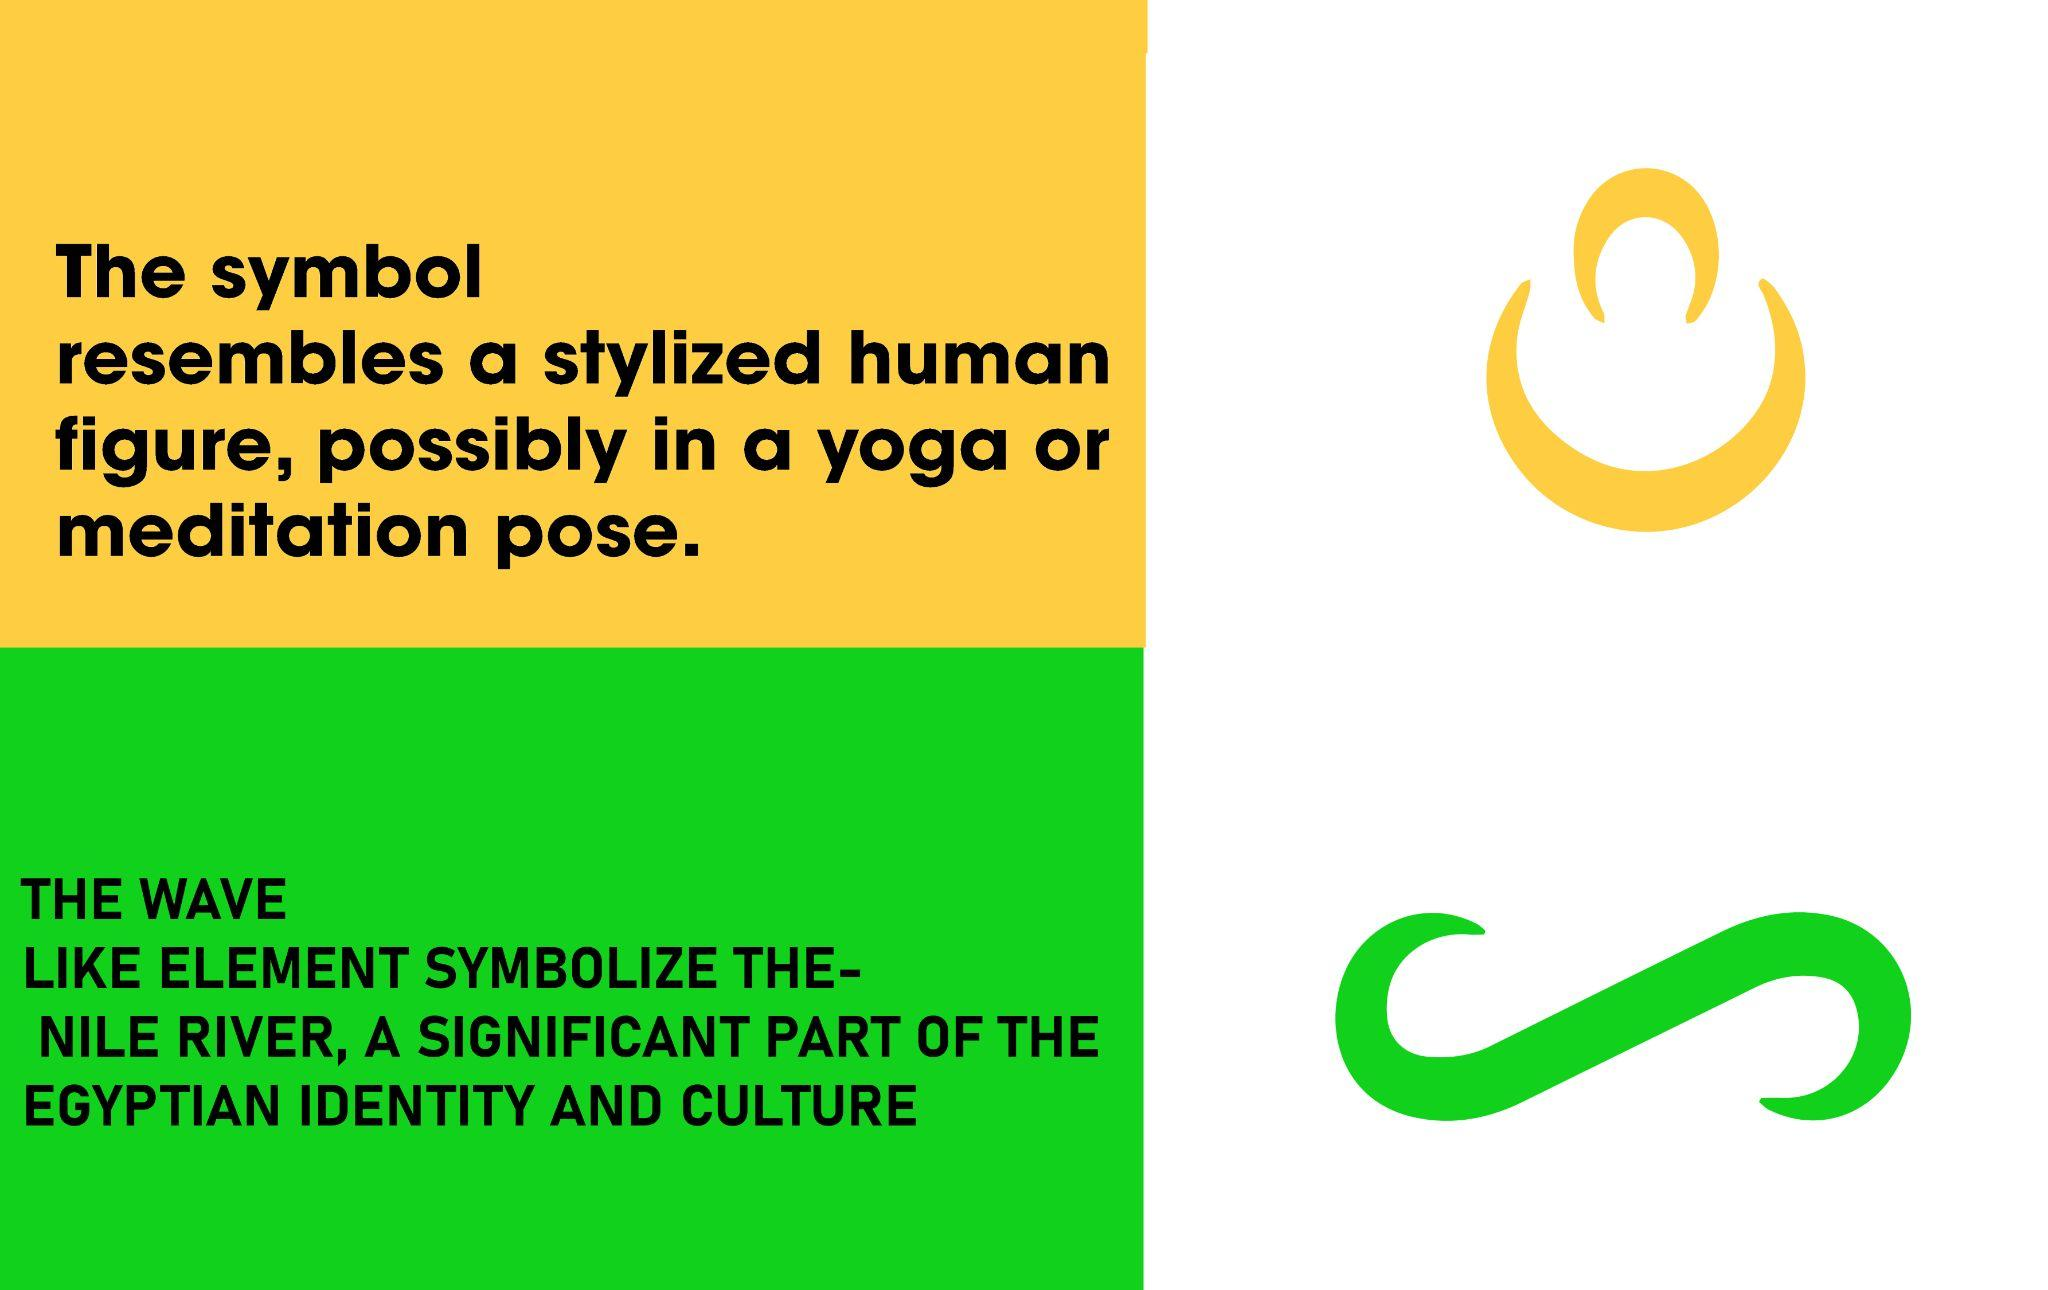 The symbol
resembles a stylized human
figure, possibly in a yoga or
meditation pose.
THE WAVE
LIKE ELEMENT SYMBOLIZE THE-
NILE RIVER, A SIGNIFICANT PART OF THE
EGYPTIAN IDENTITY AND CULTURE